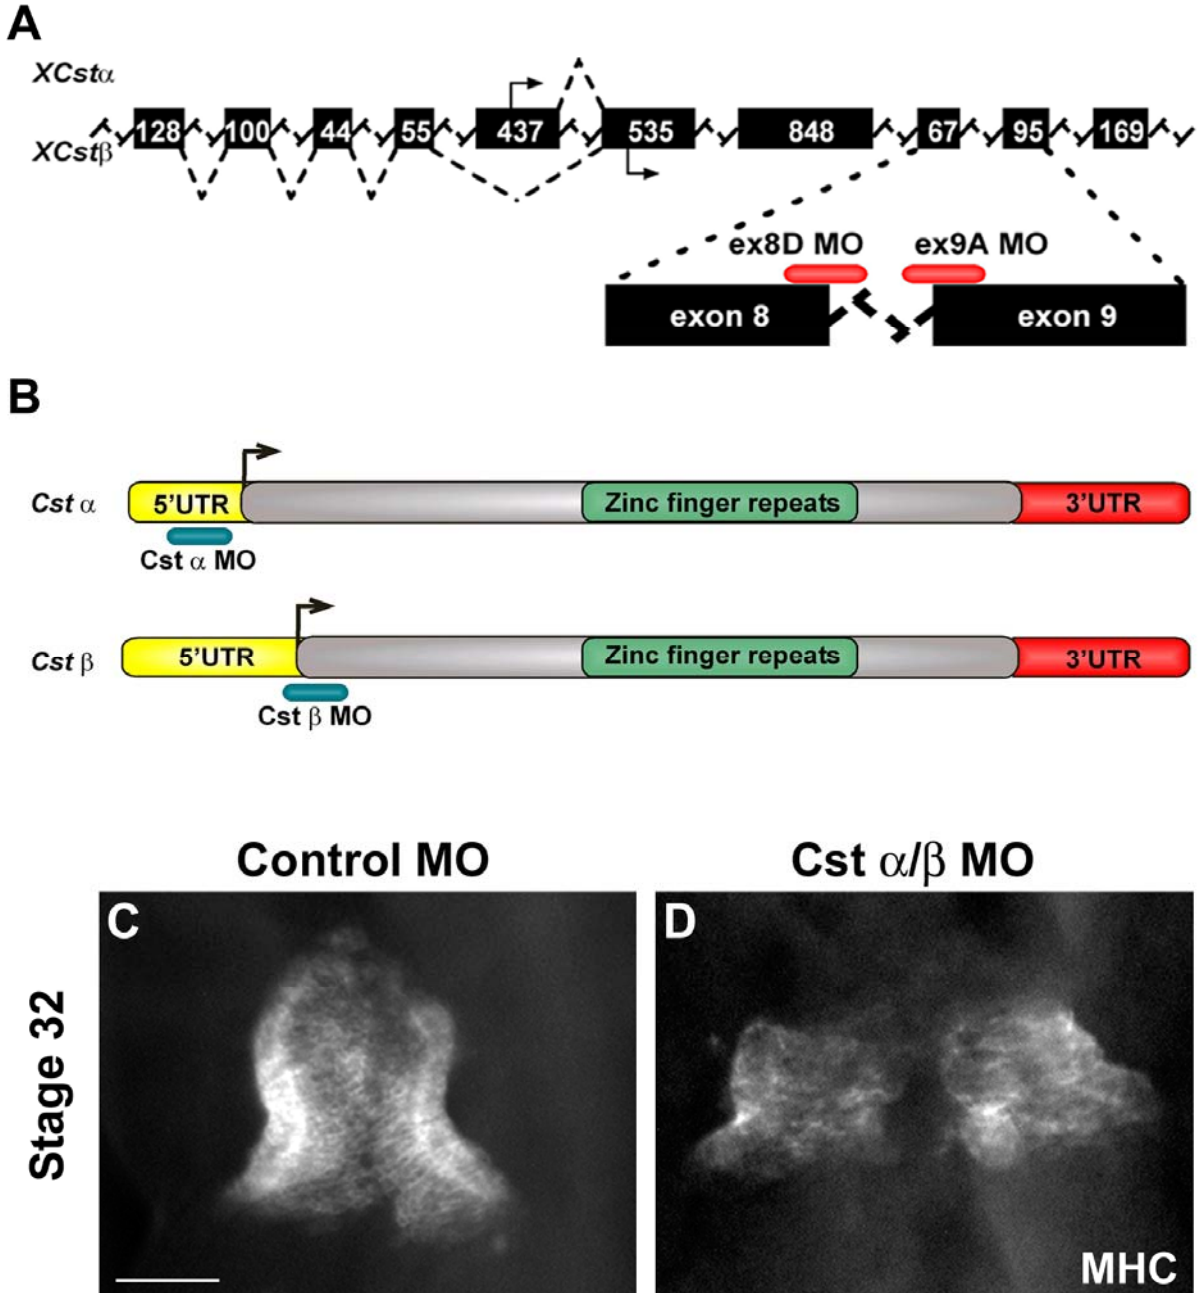 A
XCstα
XCstβ
128 100 44 55 437 535 848 67 95 169
ex8D MO ex9A MO
exon 8 exon 9
B
Cst α 5'UTR Zinc finger repeats 3'UTR
Cst α MO
Cst β 5'UTR Zinc finger repeats 3'UTR
Cst β MO
Control MO Cst α/β MO
C D
Stage 32
MHC